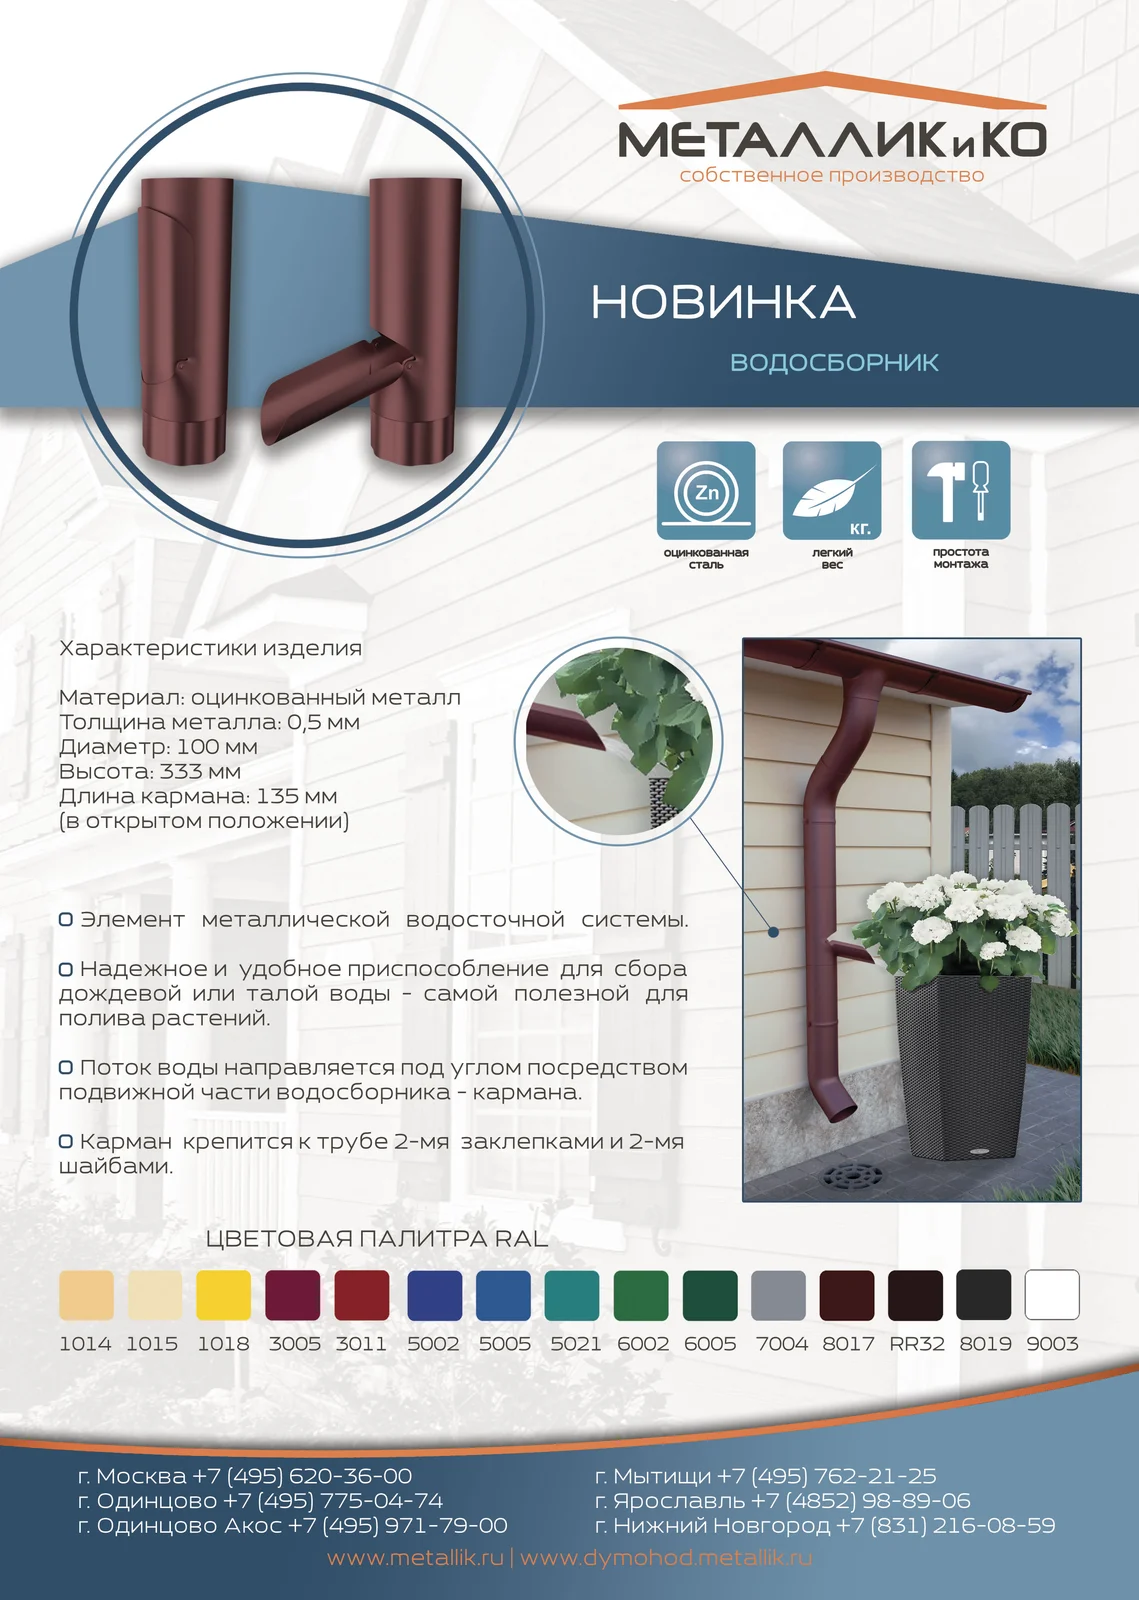 МЕТАЛЛИК и КО
собственное производство
НОВИНКА
ВОДОСБОРНИК
Zn
кг.
оцинкованная
сталь
легкий
вес
простота
монтажа
Характеристики изделия
Материал: оцинкованный металл
Толщина металла: 0,5 мм
Диаметр: 100 мм
Высота: 333 мм
Длина кармана: 135 мм
(в открытом положении)
Элемент металлической водосточной системы.
Надежное и удобное приспособление для сбора
дождевой или талой воды - самой полезной для
полива растений.
Поток воды направляется под углом посредством
подвижной части водосборника - кармана.
Карман крепится к трубе 2-мя заклепками и 2-мя
шайбами.
ЦВЕТОВАЯ ПАЛИТРА RAL
1014 1015 1018 3005 3011 5002 5005 5021 6002 6005 7004 8017 RR32 8019 9003
г. Москва +7 (495) 620-36-00
г. Одинцово +7 (495) 775-04-74
г. Одинцово Акос +7 (495) 971-79-00
г. Мытищи +7 (495) 762-21-25
г. Ярославль +7 (4852) 98-89-06
г. Нижний Новгород +7 (831) 216-08-59
www.metallik.ru | www.dymohod.metallik.ru